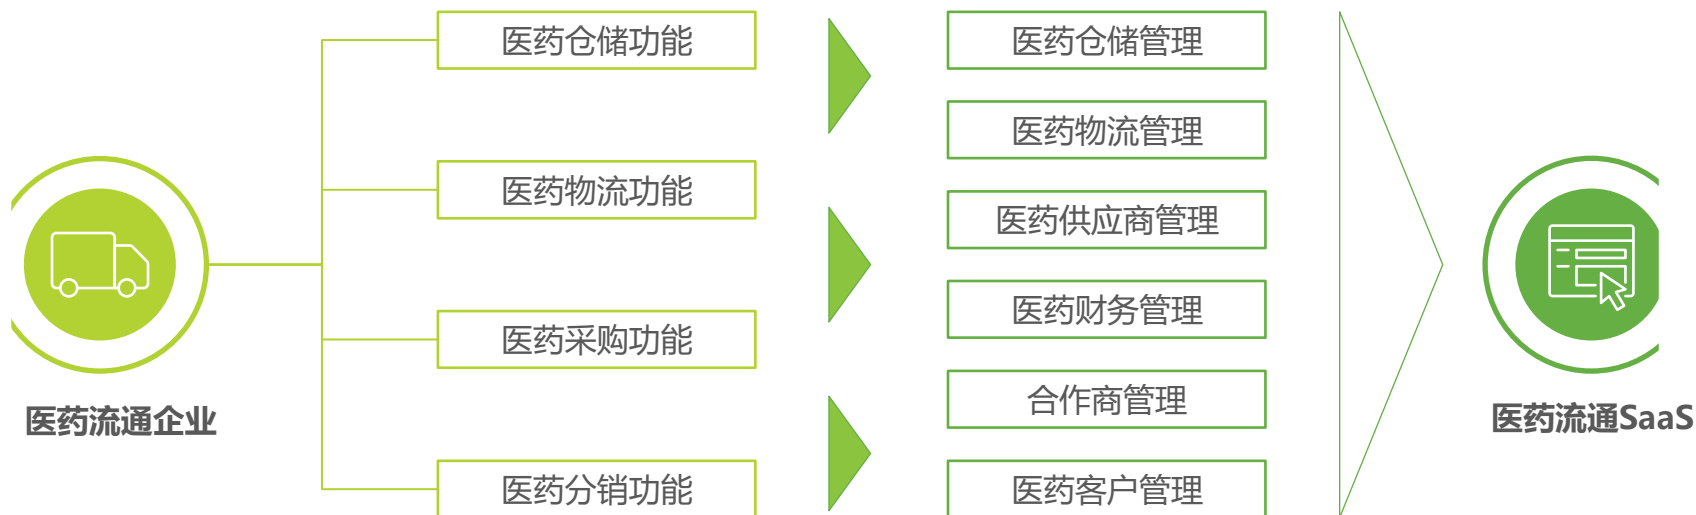 医药流通企业
医药仓储功能
医药物流功能
医药采购功能
医药分销功能
医药仓储管理
医药物流管理
医药供应商管理
医药财务管理
合作商管理
医药客户管理
医药流通SaaS